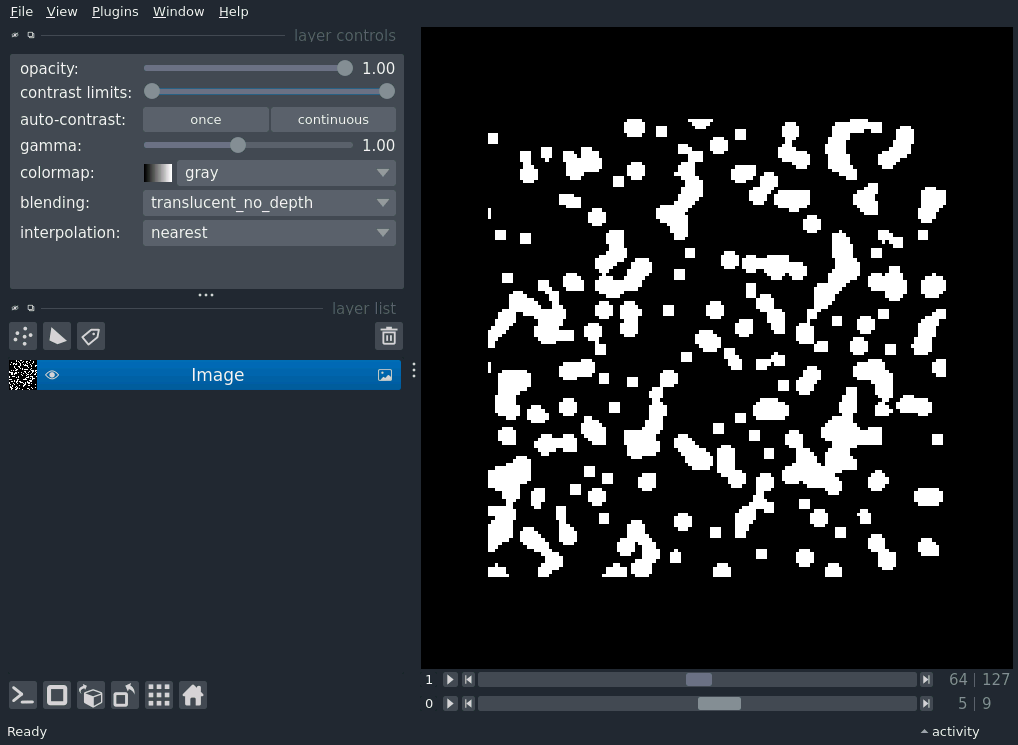 File View Plugins Window Help
layer controls
opacity: 1.00
contrast limits:
auto-contrast: once continuous
gamma: 1.00
colormap: gray
blending: translucent_no_depth
interpolation: nearest
layer list
Image
1 64 | 127
0 5 | 9
Ready activity